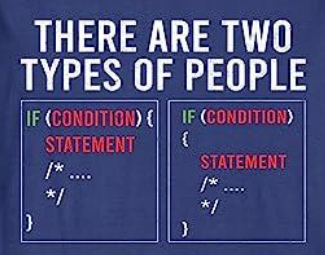 THERE ARE TWO
TYPES OF PEOPLE
IF (CONDITION) {
STATEMENT
/* ....
*/
}
IF (CONDITION)
{
STATEMENT
/* ....
*/
}